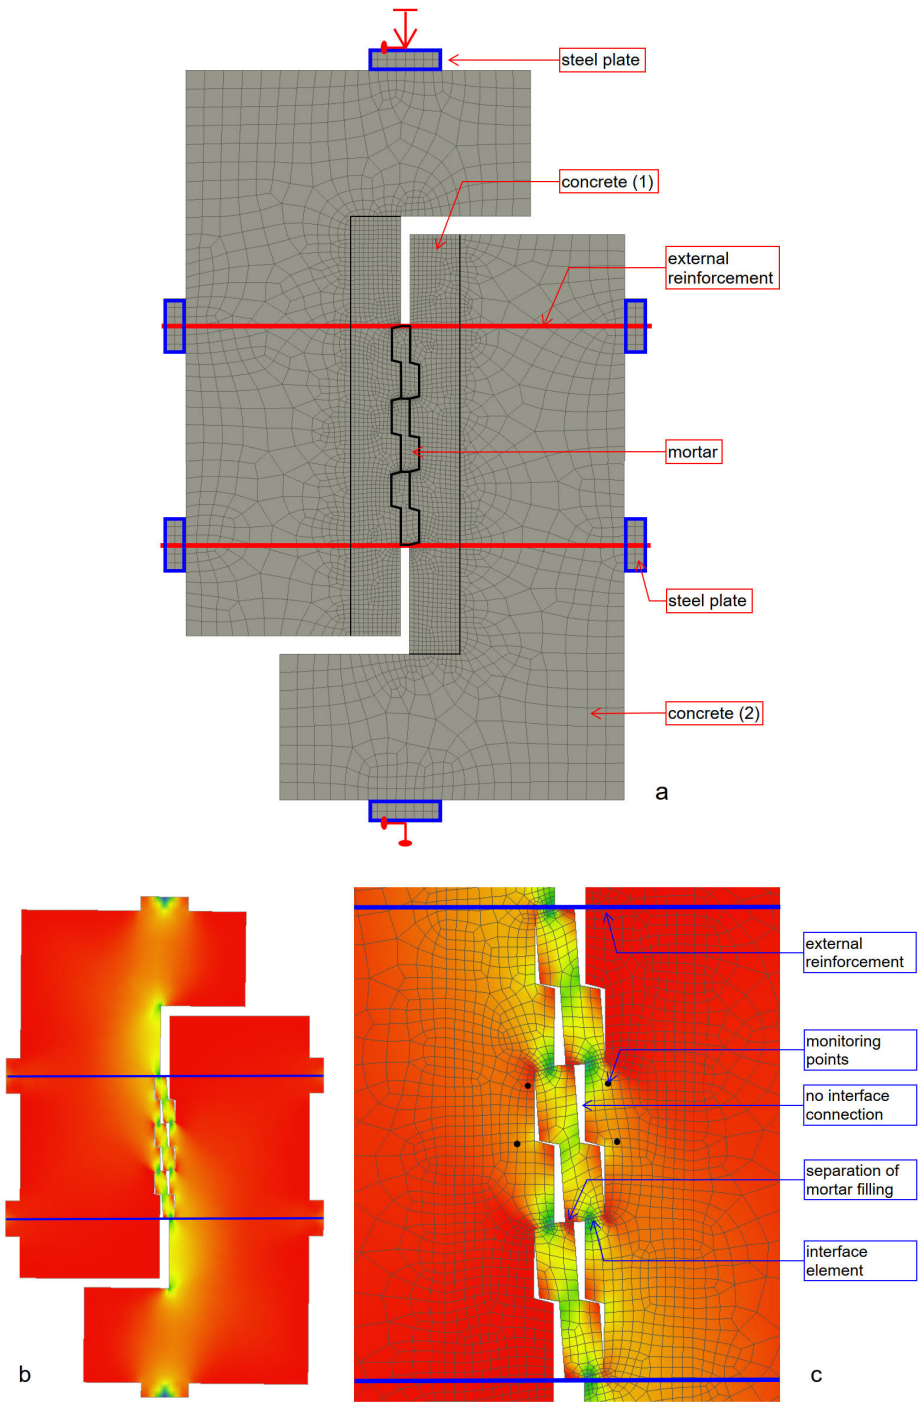 steel plate
concrete (1)
external
reinforcement
mortar
steel plate
concrete (2)
a
external
reinforcement
monitoring
points
no interface
connection
separation of
mortar filling
interface
element
b
c